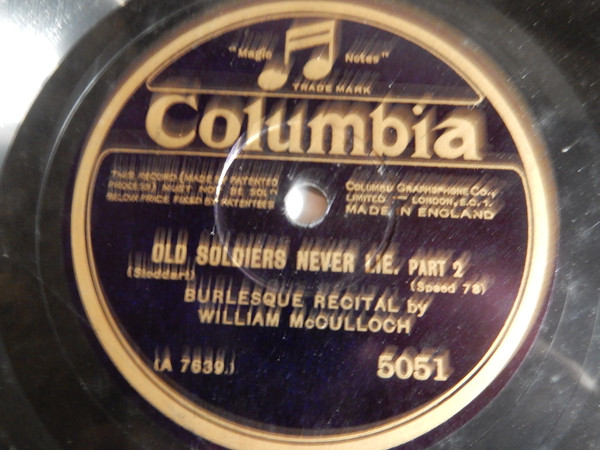 "Magic Notes"
TRADE MARK
Columbia
THIS RECORD (MADE BY PATENTED
PROCESS) MUST NOT BE SOLD
BELOW PRICE FIXED BY PATENTEES
COLUMBIA GRAPHOPHONE CO.,
LIMITED LONDON, E.C.1.
MADE IN ENGLAND
OLD SOLDIERS NEVER LIE. PART 2
(Stoddart) (Speed 78)
BURLESQUE RECITAL by
WILLIAM McCULLOCH
(A 7639.) 5051